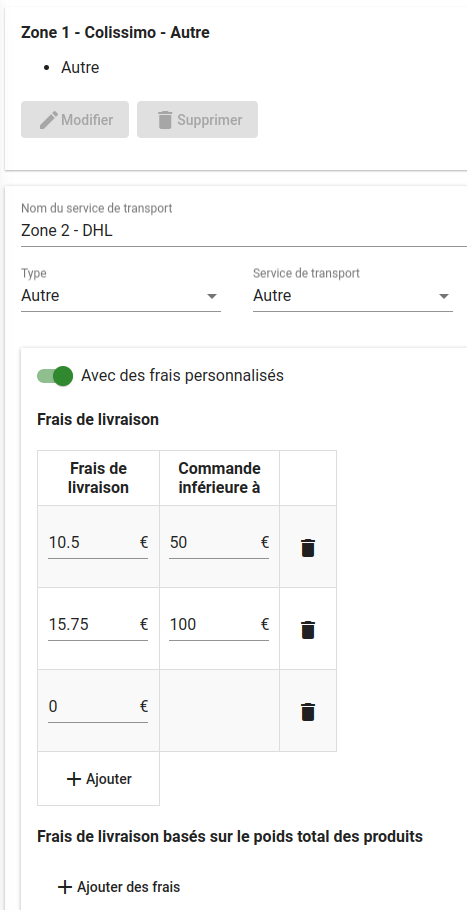 Zone 1 - Colissimo - Autre
Autre
Modifier
Supprimer
Nom du service de transport
Zone 2 - DHL
Type
Service de transport
Autre
Autre
Avec des frais personnalisés
Frais de livraison
Frais de
livraison
Commande
inférieure à
10.5 €
50 €
15.75 €
100 €
0 €
Ajouter
Frais de livraison basés sur le poids total des produits
Ajouter des frais